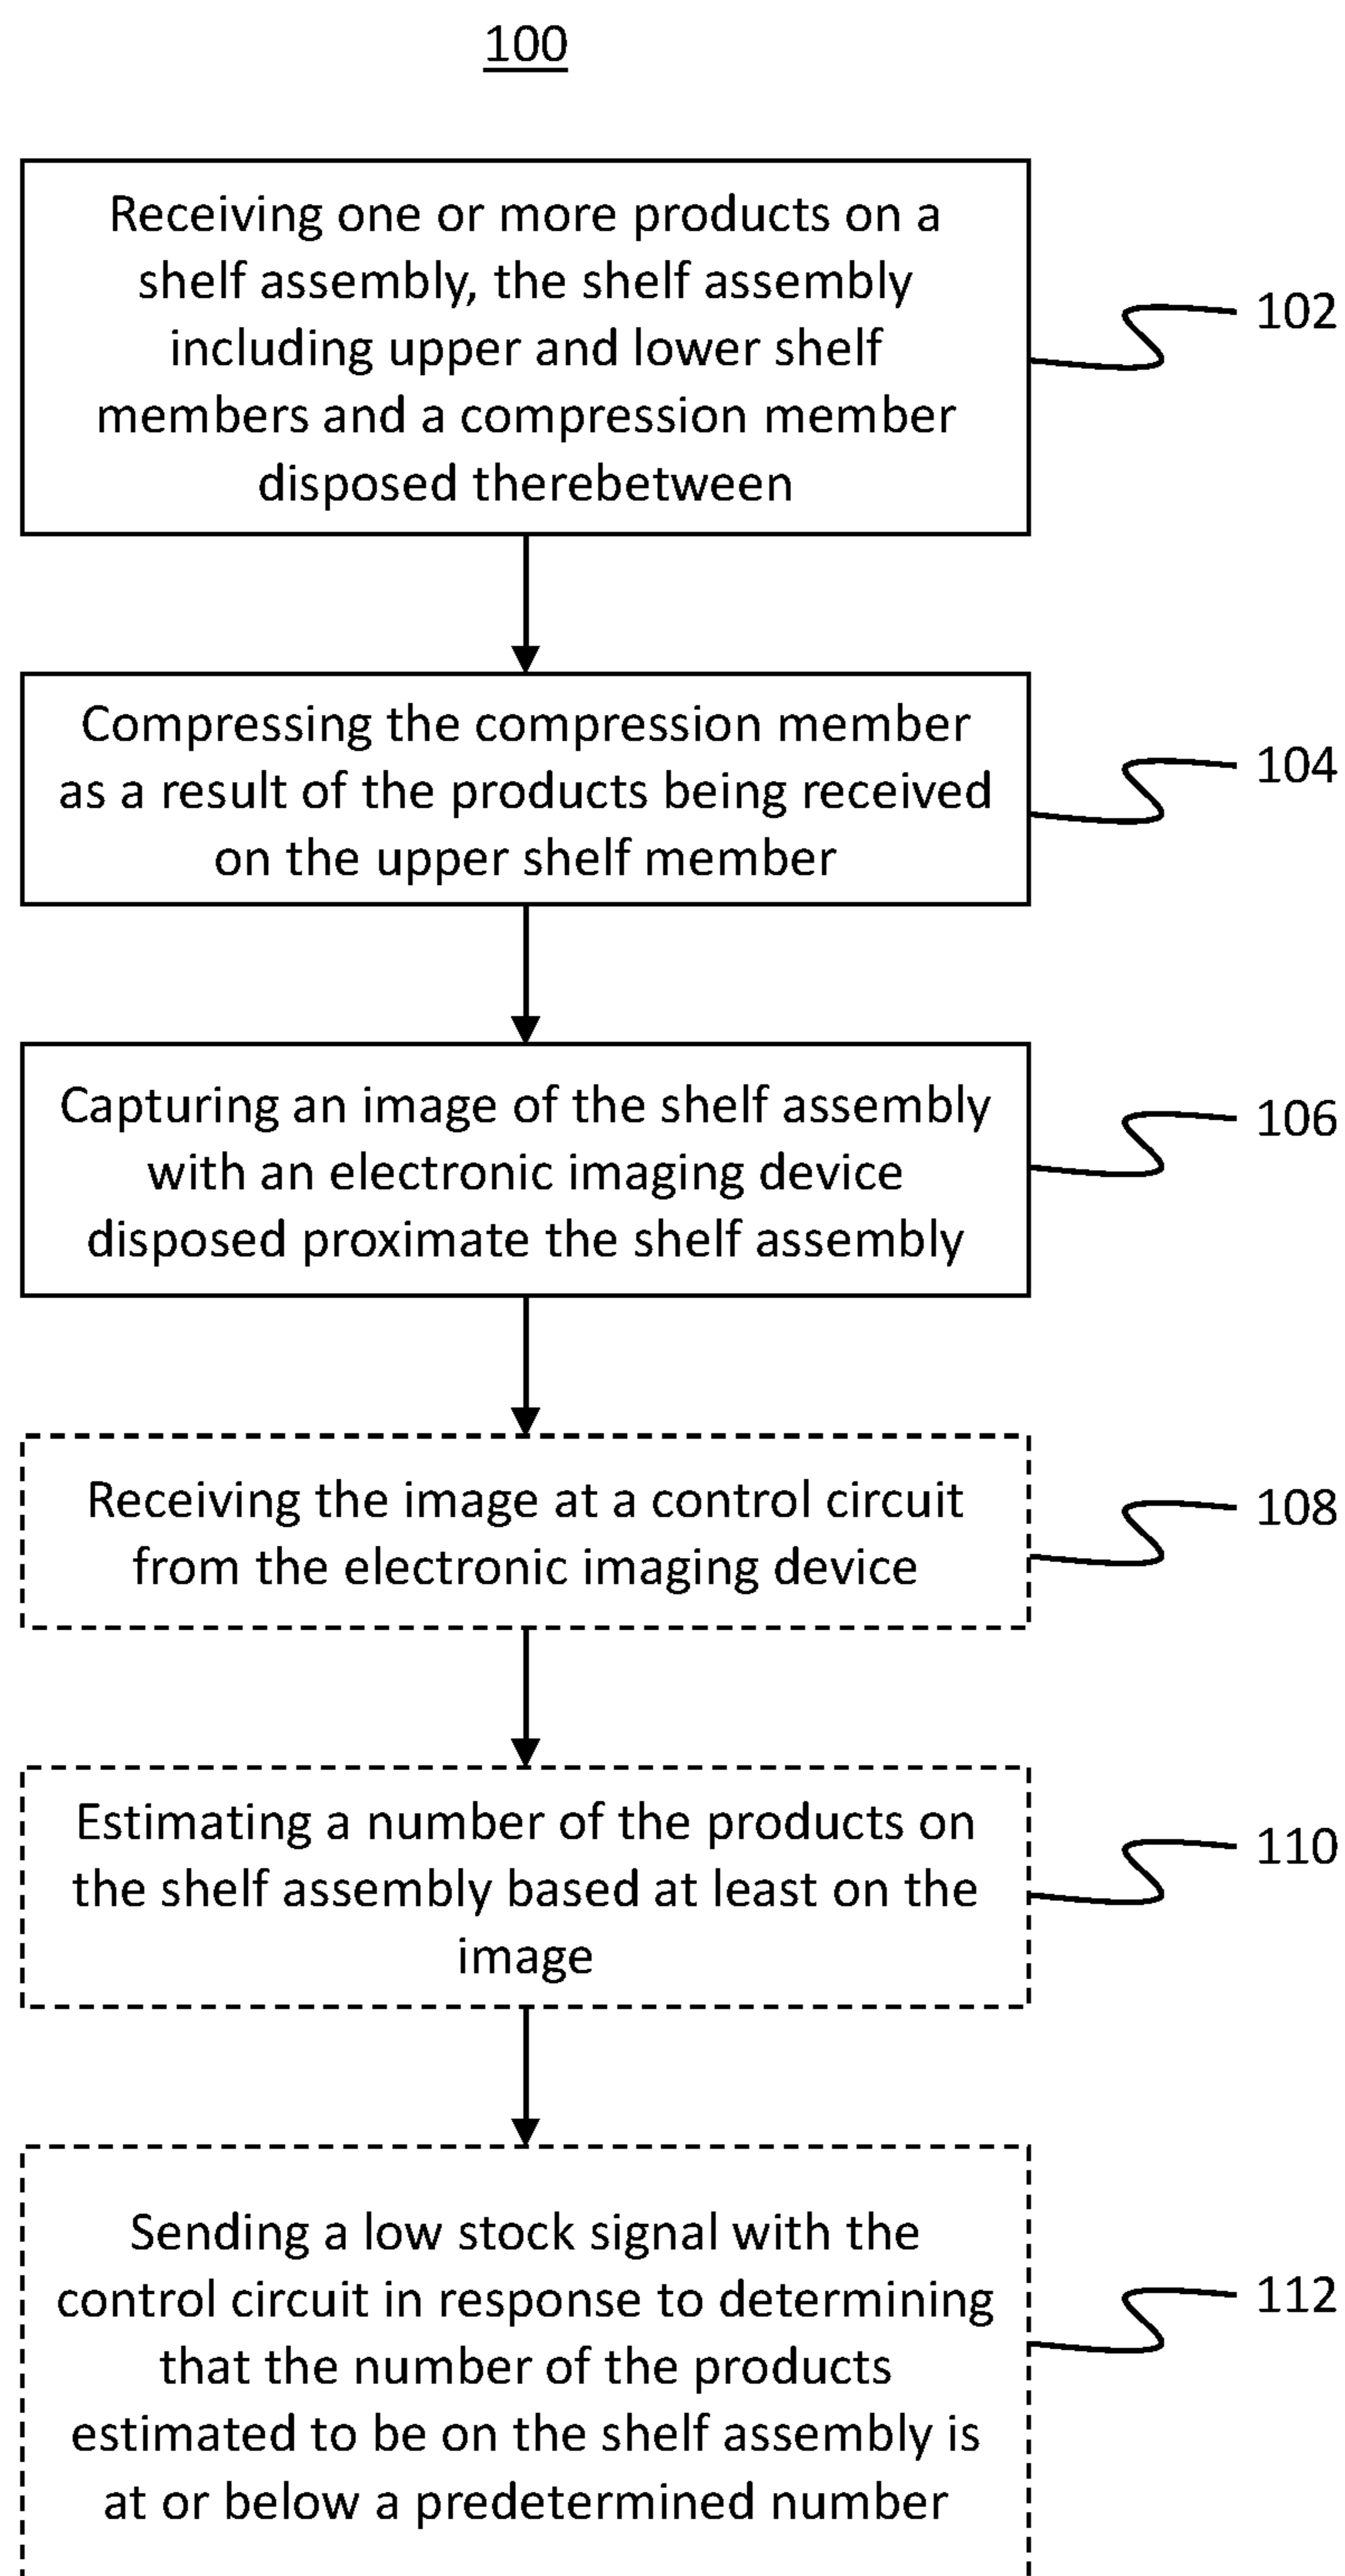 100
Receiving one or more products on a
shelf assembly, the shelf assembly
including upper and lower shelf
members and a compression member
disposed therebetween
102
Compressing the compression member
as a result of the products being received
on the upper shelf member
104
Capturing an image of the shelf assembly
with an electronic imaging device
disposed proximate the shelf assembly
106
Receiving the image at a control circuit
from the electronic imaging device
108
Estimating a number of the products on
the shelf assembly based at least on the
image
110
Sending a low stock signal with the
control circuit in response to determining
that the number of the products
estimated to be on the shelf assembly is
at or below a predetermined number
112